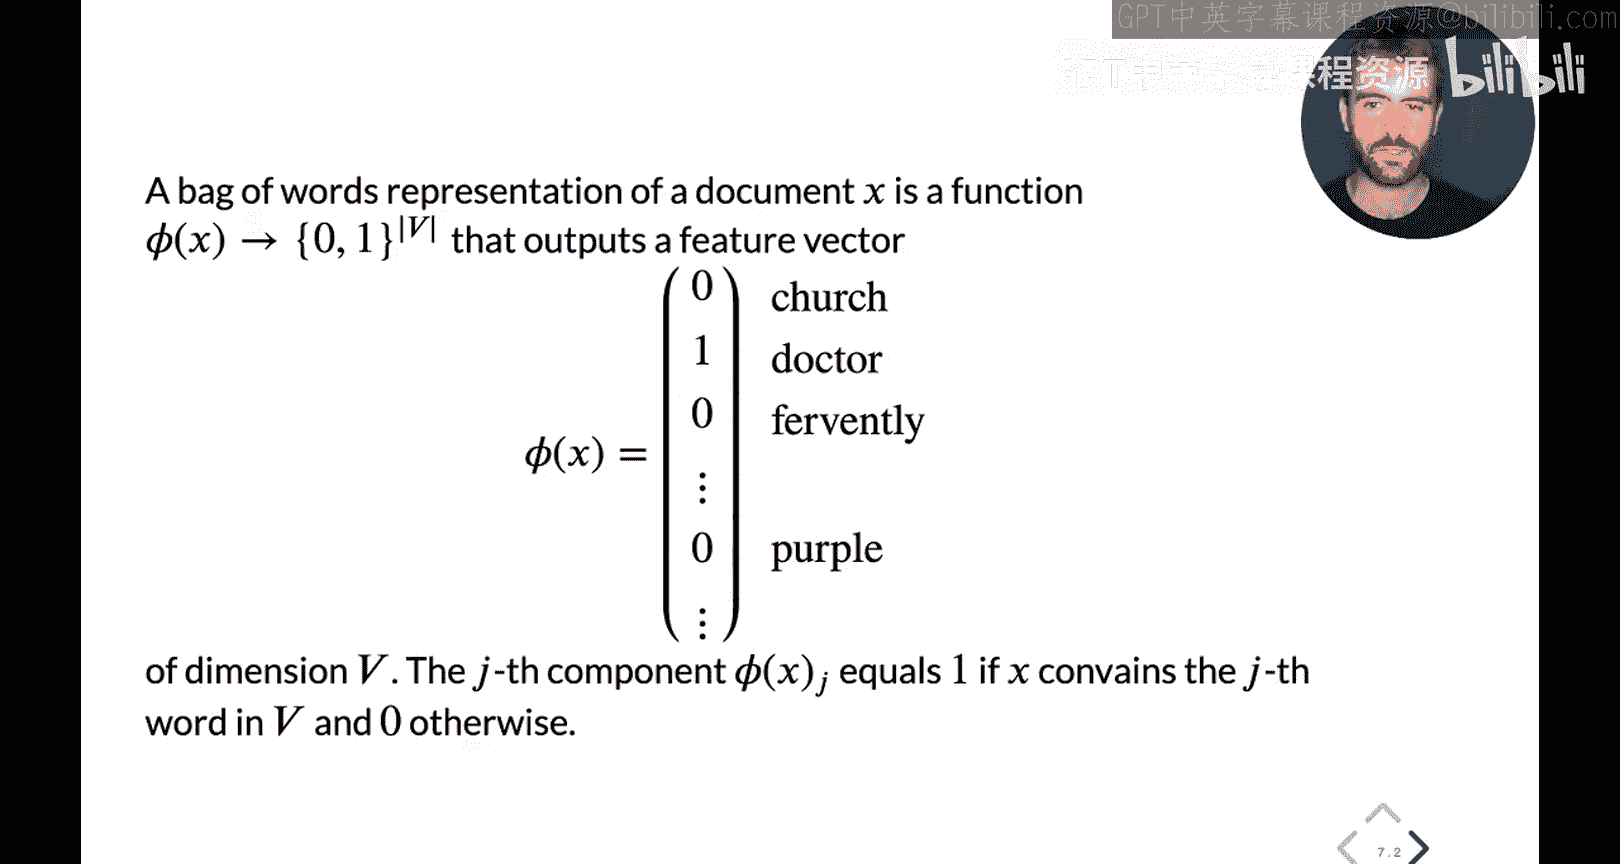 GPT中英字幕课程资源@bilibili.com
程资源 bilibili
A bag of words representation of a document x is a function
ϕ(x) → {0, 1}^|V| that outputs a feature vector
0 church
1 doctor
0 fervently
ϕ(x) =
⋮
0 purple
⋮
of dimension V. The j-th component ϕ(x)_j equals 1 if x convains the j-th
word in V and 0 otherwise.
7.2